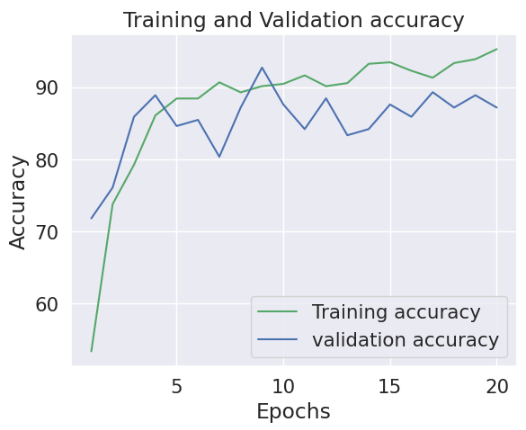 Training and Validation accuracy
90
80
70
60
Accuracy
Training accuracy
validation accuracy
5
10
15
20
Epochs